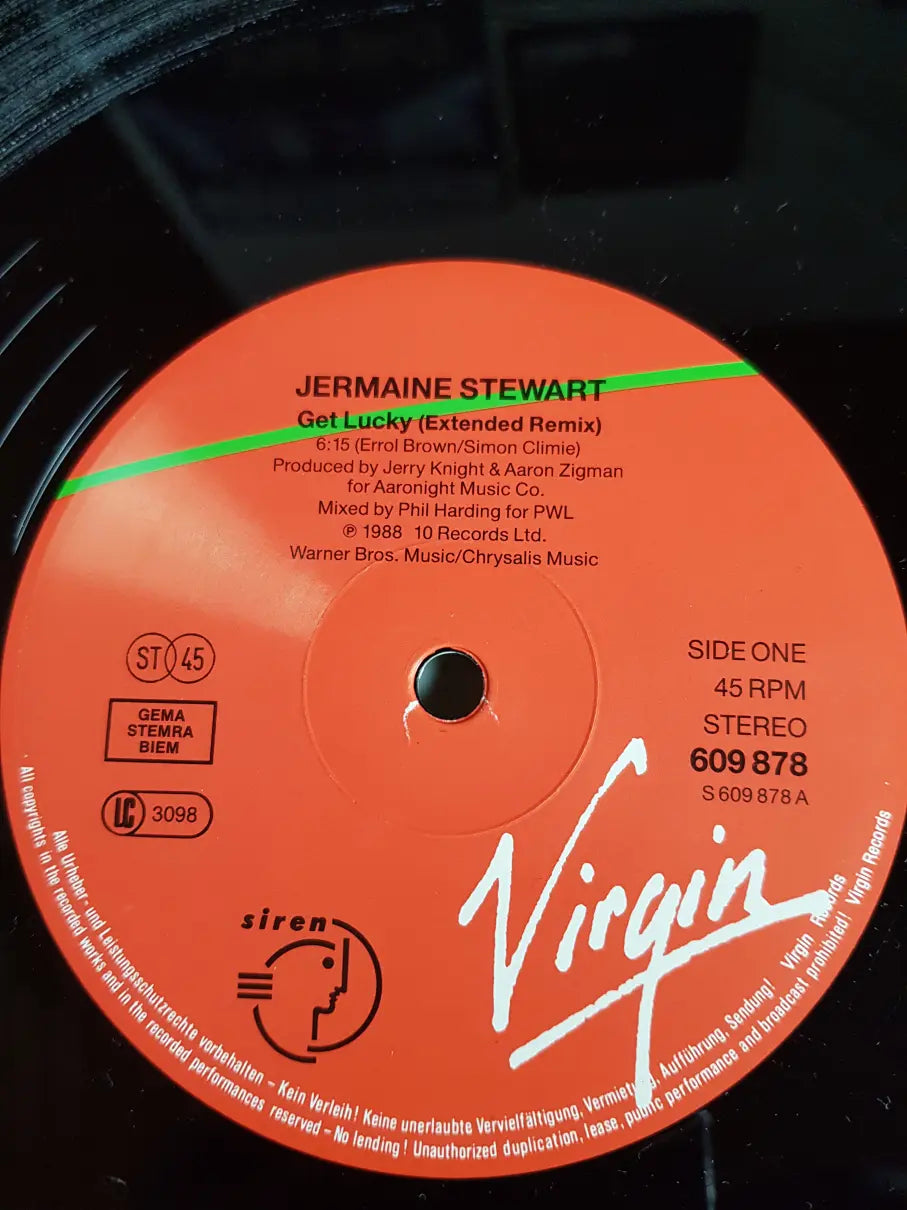 JERMAINE STEWART
Get Lucky (Extended Remix)
6:15 (Errol Brown/Simon Climie)
Produced by Jerry Knight & Aaron Zigman
for Aaronight Music Co.
Mixed by Phil Harding for PWL
℗ 1988 10 Records Ltd.
Warner Bros. Music/Chrysalis Music
ST 45
GEMA
STEMRA
BIEM
LC 3098
SIDE ONE
45 RPM
STEREO
609 878
S 609 878 A
siren
Virgin
Alle Urheber- und Leistungsschutzrechte vorbehalten – Kein Verleih! Keine unerlaubte Vervielfältigung, Vermietung, Aufführung, Sendung! Virgin Records
All copyrights in the recorded works and in the recorded performances reserved – No lending! Unauthorized duplication, lease, public performance and broadcast prohibited! Virgin Records